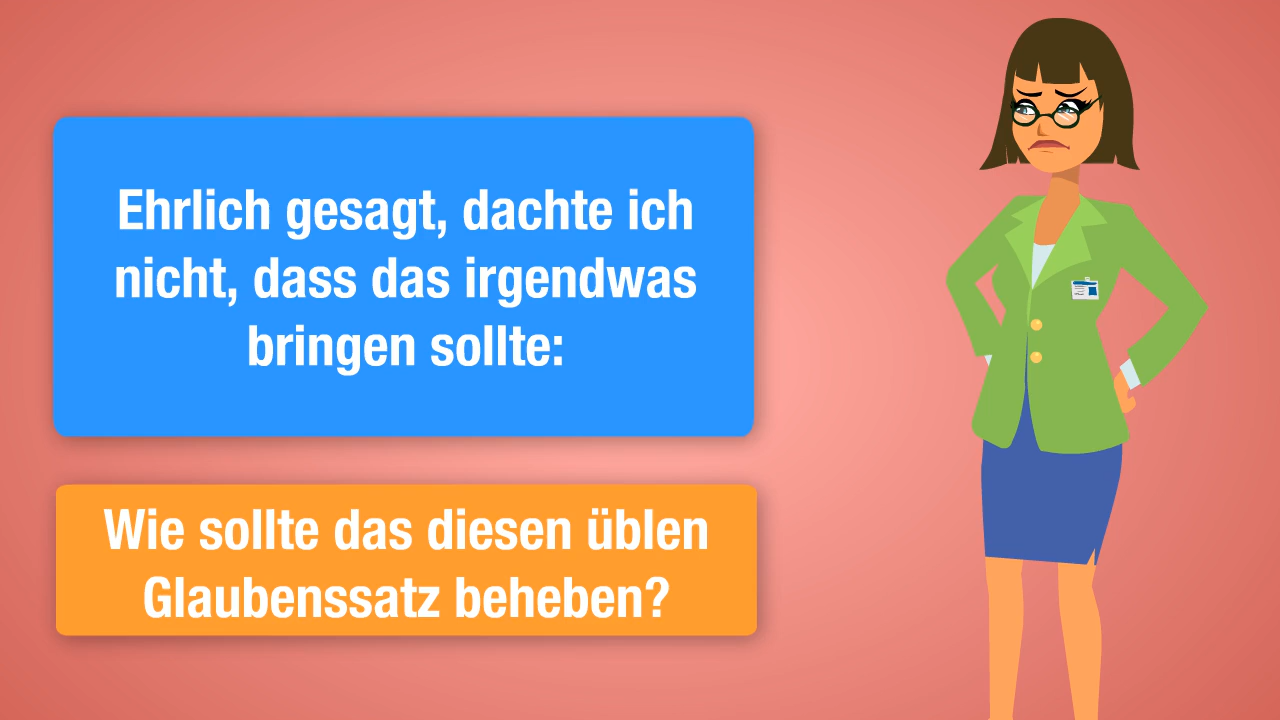 Ehrlich gesagt, dachte ich
nicht, dass das irgendwas
bringen sollte:
Wie sollte das diesen üblen
Glaubenssatz beheben?